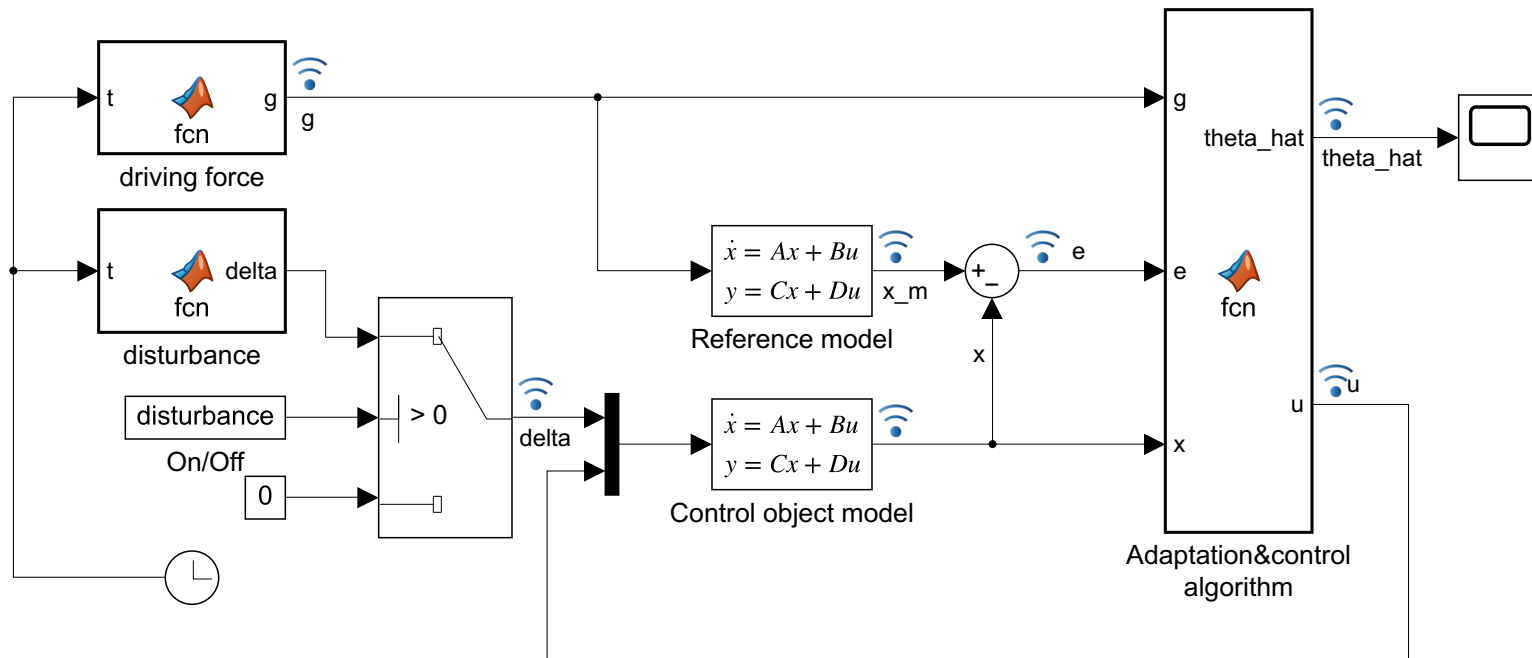 t
fcn
g
g
driving force
t
fcn
delta
disturbance
disturbance
On/Off
0
> 0
delta
ẋ = Ax + Bu
y = Cx + Du
Reference model
x_m
+
−
e
x
ẋ = Ax + Bu
y = Cx + Du
Control object model
g
e
x
fcn
theta_hat
u
Adaptation&control
algorithm
theta_hat
u